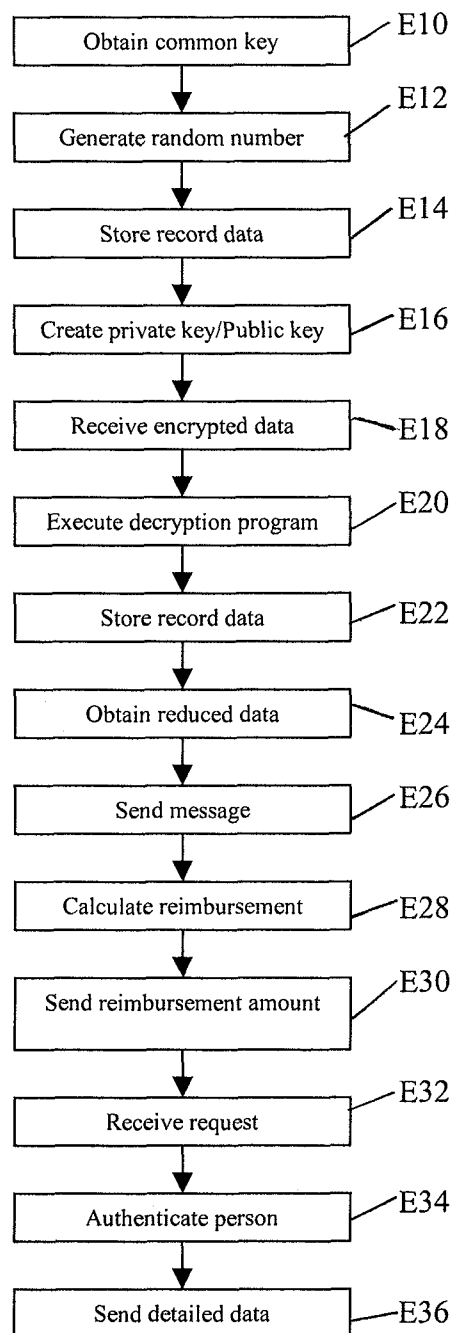 Obtain common key
E10
Generate random number
E12
Store record data
E14
Create private key/Public key
E16
Receive encrypted data
E18
Execute decryption program
E20
Store record data
E22
Obtain reduced data
E24
Send message
E26
Calculate reimbursement
E28
Send reimbursement amount
E30
Receive request
E32
Authenticate person
E34
Send detailed data
E36